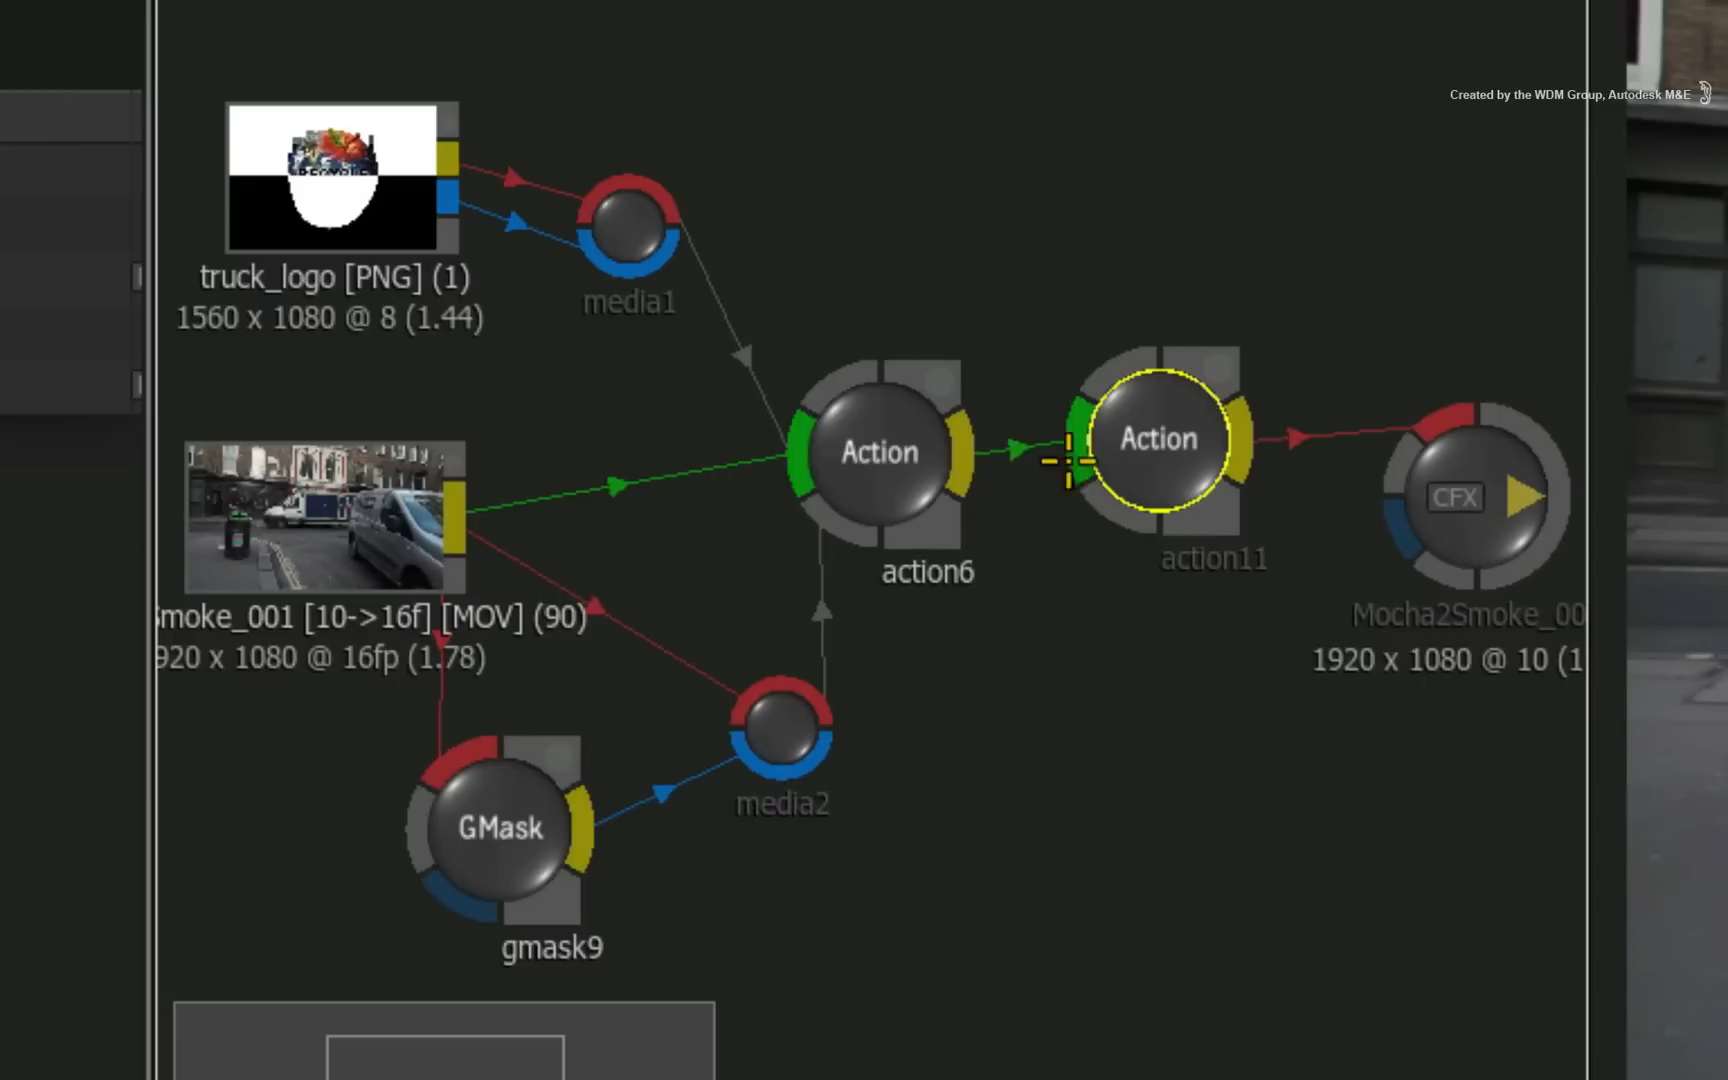 Created by the WDM Group, Autodesk M&E
truck_logo [PNG] (1)
1560 x 1080 @ 8 (1.44)
media1
Action
action6
Action
action11
CFX
Mocha2Smoke_00
1920 x 1080 @ 10 (1
Smoke_001 [10->16f] [MOV] (90)
920 x 1080 @ 16fp (1.78)
media2
GMask
gmask9